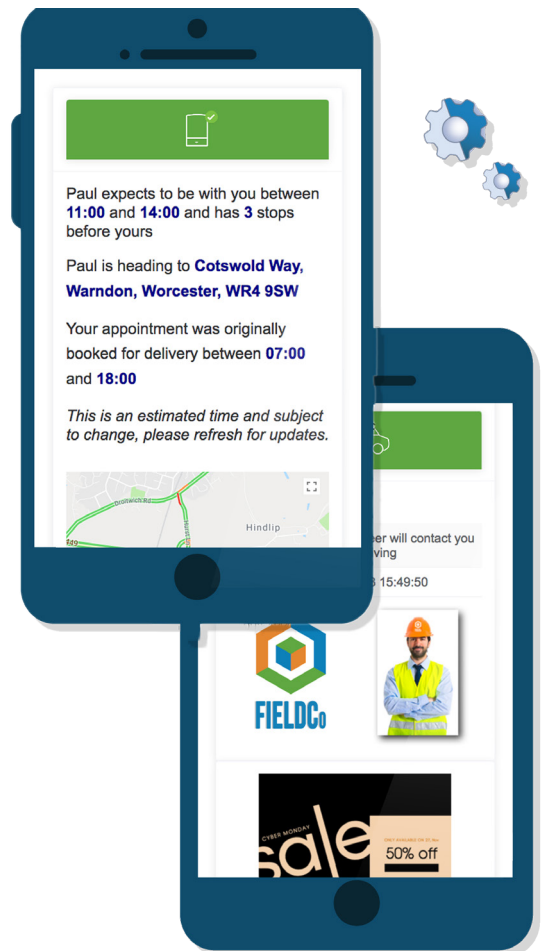 Paul expects to be with you between
11:00 and 14:00 and has 3 stops
before yours
Paul is heading to Cotswold Way,
Warndon, Worcester, WR4 9SW
Your appointment was originally
booked for delivery between 07:00
and 18:00
This is an estimated time and subject
to change, please refresh for updates.
Droitwich Rd
Hindlip
will contact you
15:49:50
FIELDCo
CYBER MONDAY
sale
50% off